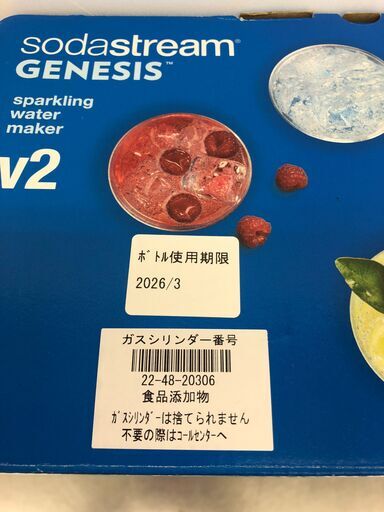 sodastream
GENESIS™
sparkling
water
maker
v2
ﾎﾞﾄﾙ使用期限
2026/3
ガスシリンダー番号
22-48-20306
食品添加物
ｶﾞｽｼﾘﾝﾀﾞｰは捨てられません
不要の際はｺｰﾙｾﾝﾀｰへ